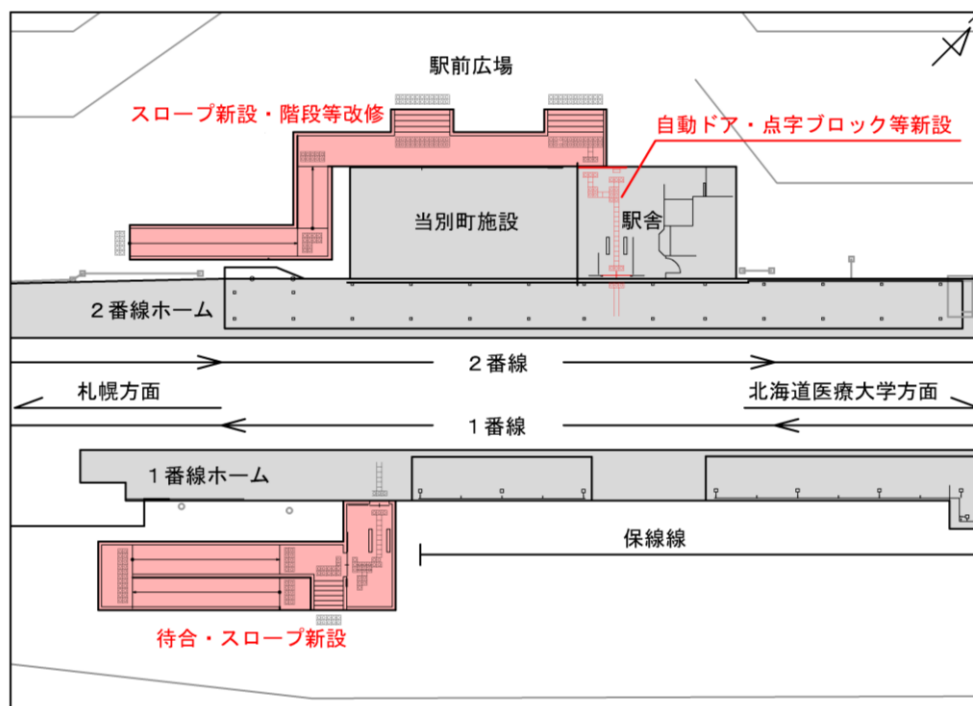 駅前広場
スロープ新設・階段等改修
自動ドア・点字ブロック等新設
当別町施設
駅舎
2番線ホーム
2番線
札幌方面
北海道医療大学方面
1番線
1番線ホーム
保線線
待合・スロープ新設